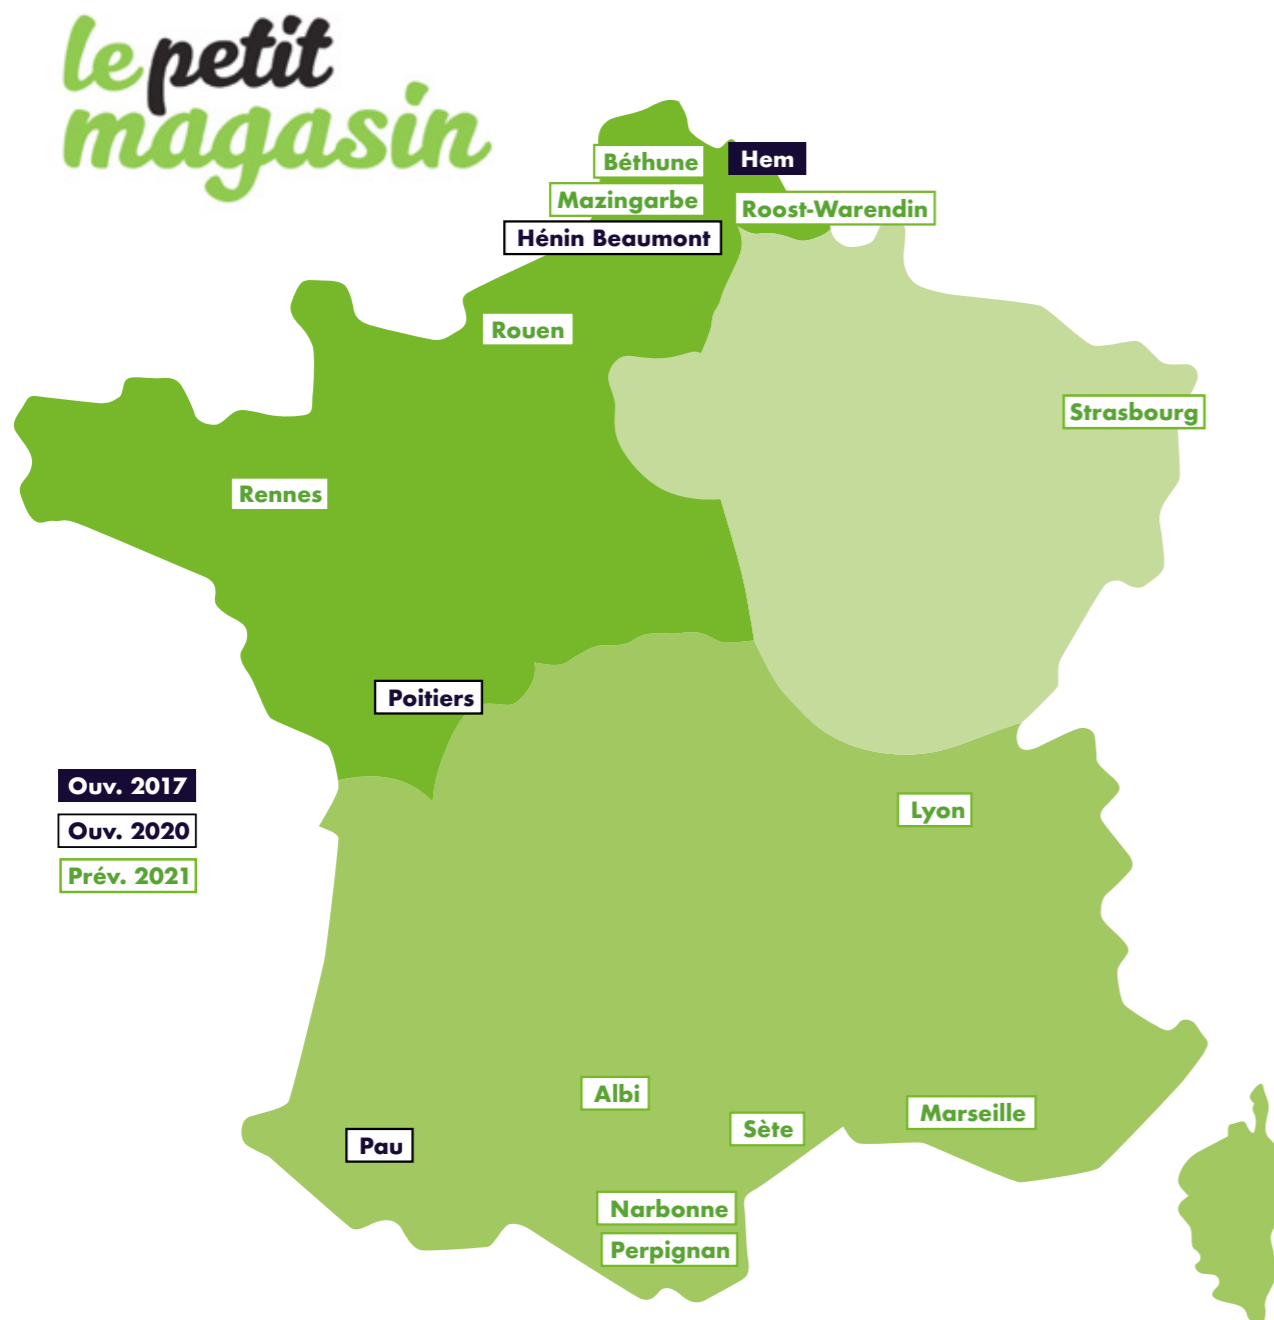 le petit
magasin
Béthune
Hem
Mazingarbe
Roost-Warendin
Hénin Beaumont
Rouen
Strasbourg
Rennes
Poitiers
Ouv. 2017
Ouv. 2020
Prév. 2021
Lyon
Albi
Marseille
Sète
Pau
Narbonne
Perpignan